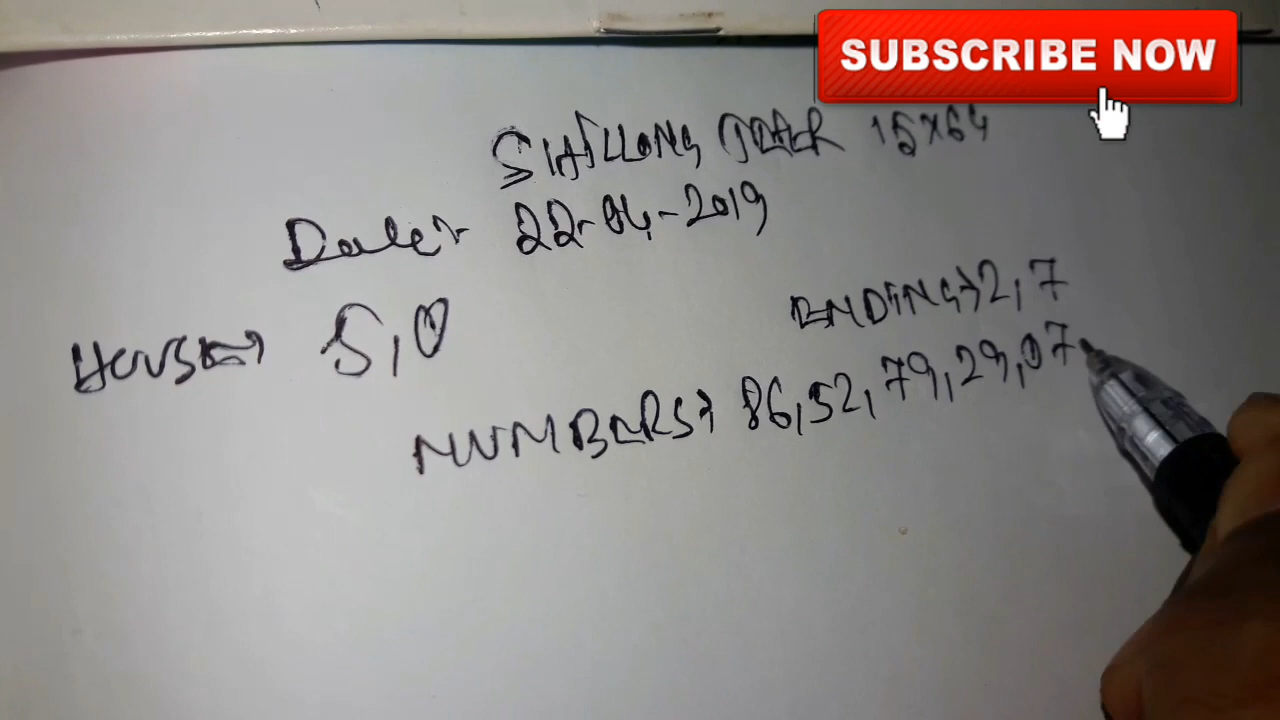 SUBSCRIBE NOW
SHILLONG TEAR 15x64
Date:- 22-04-2019
HOUSE→ 5,0
ENDING→2,7
NUMBERS→ 86,52,79,29,07